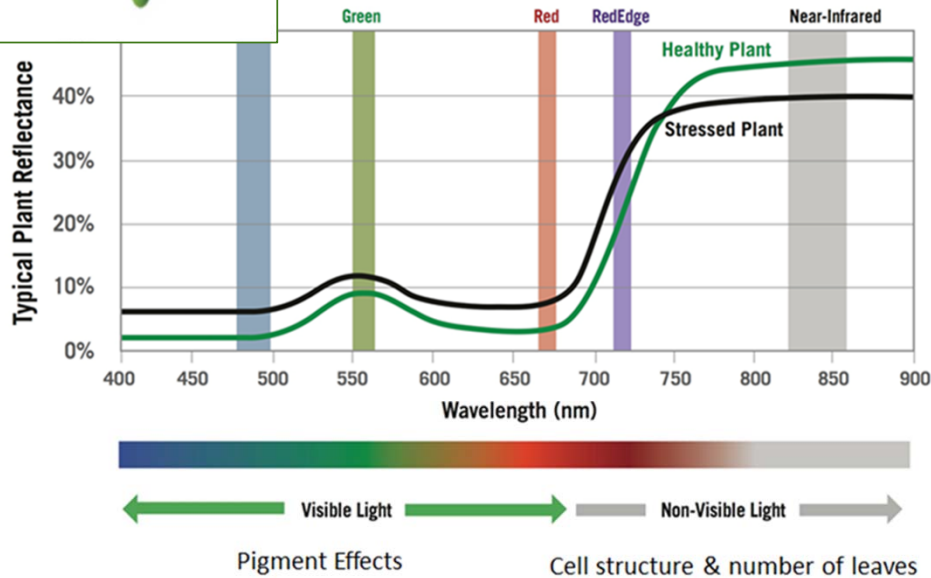 Green
Red
RedEdge
Near-Infrared
Healthy Plant
Stressed Plant
Typical Plant Reflectance
40%
30%
20%
10%
0%
400 450 500 550 600 650 700 750 800 850 900
Wavelength (nm)
Visible Light
Non-Visible Light
Pigment Effects
Cell structure & number of leaves